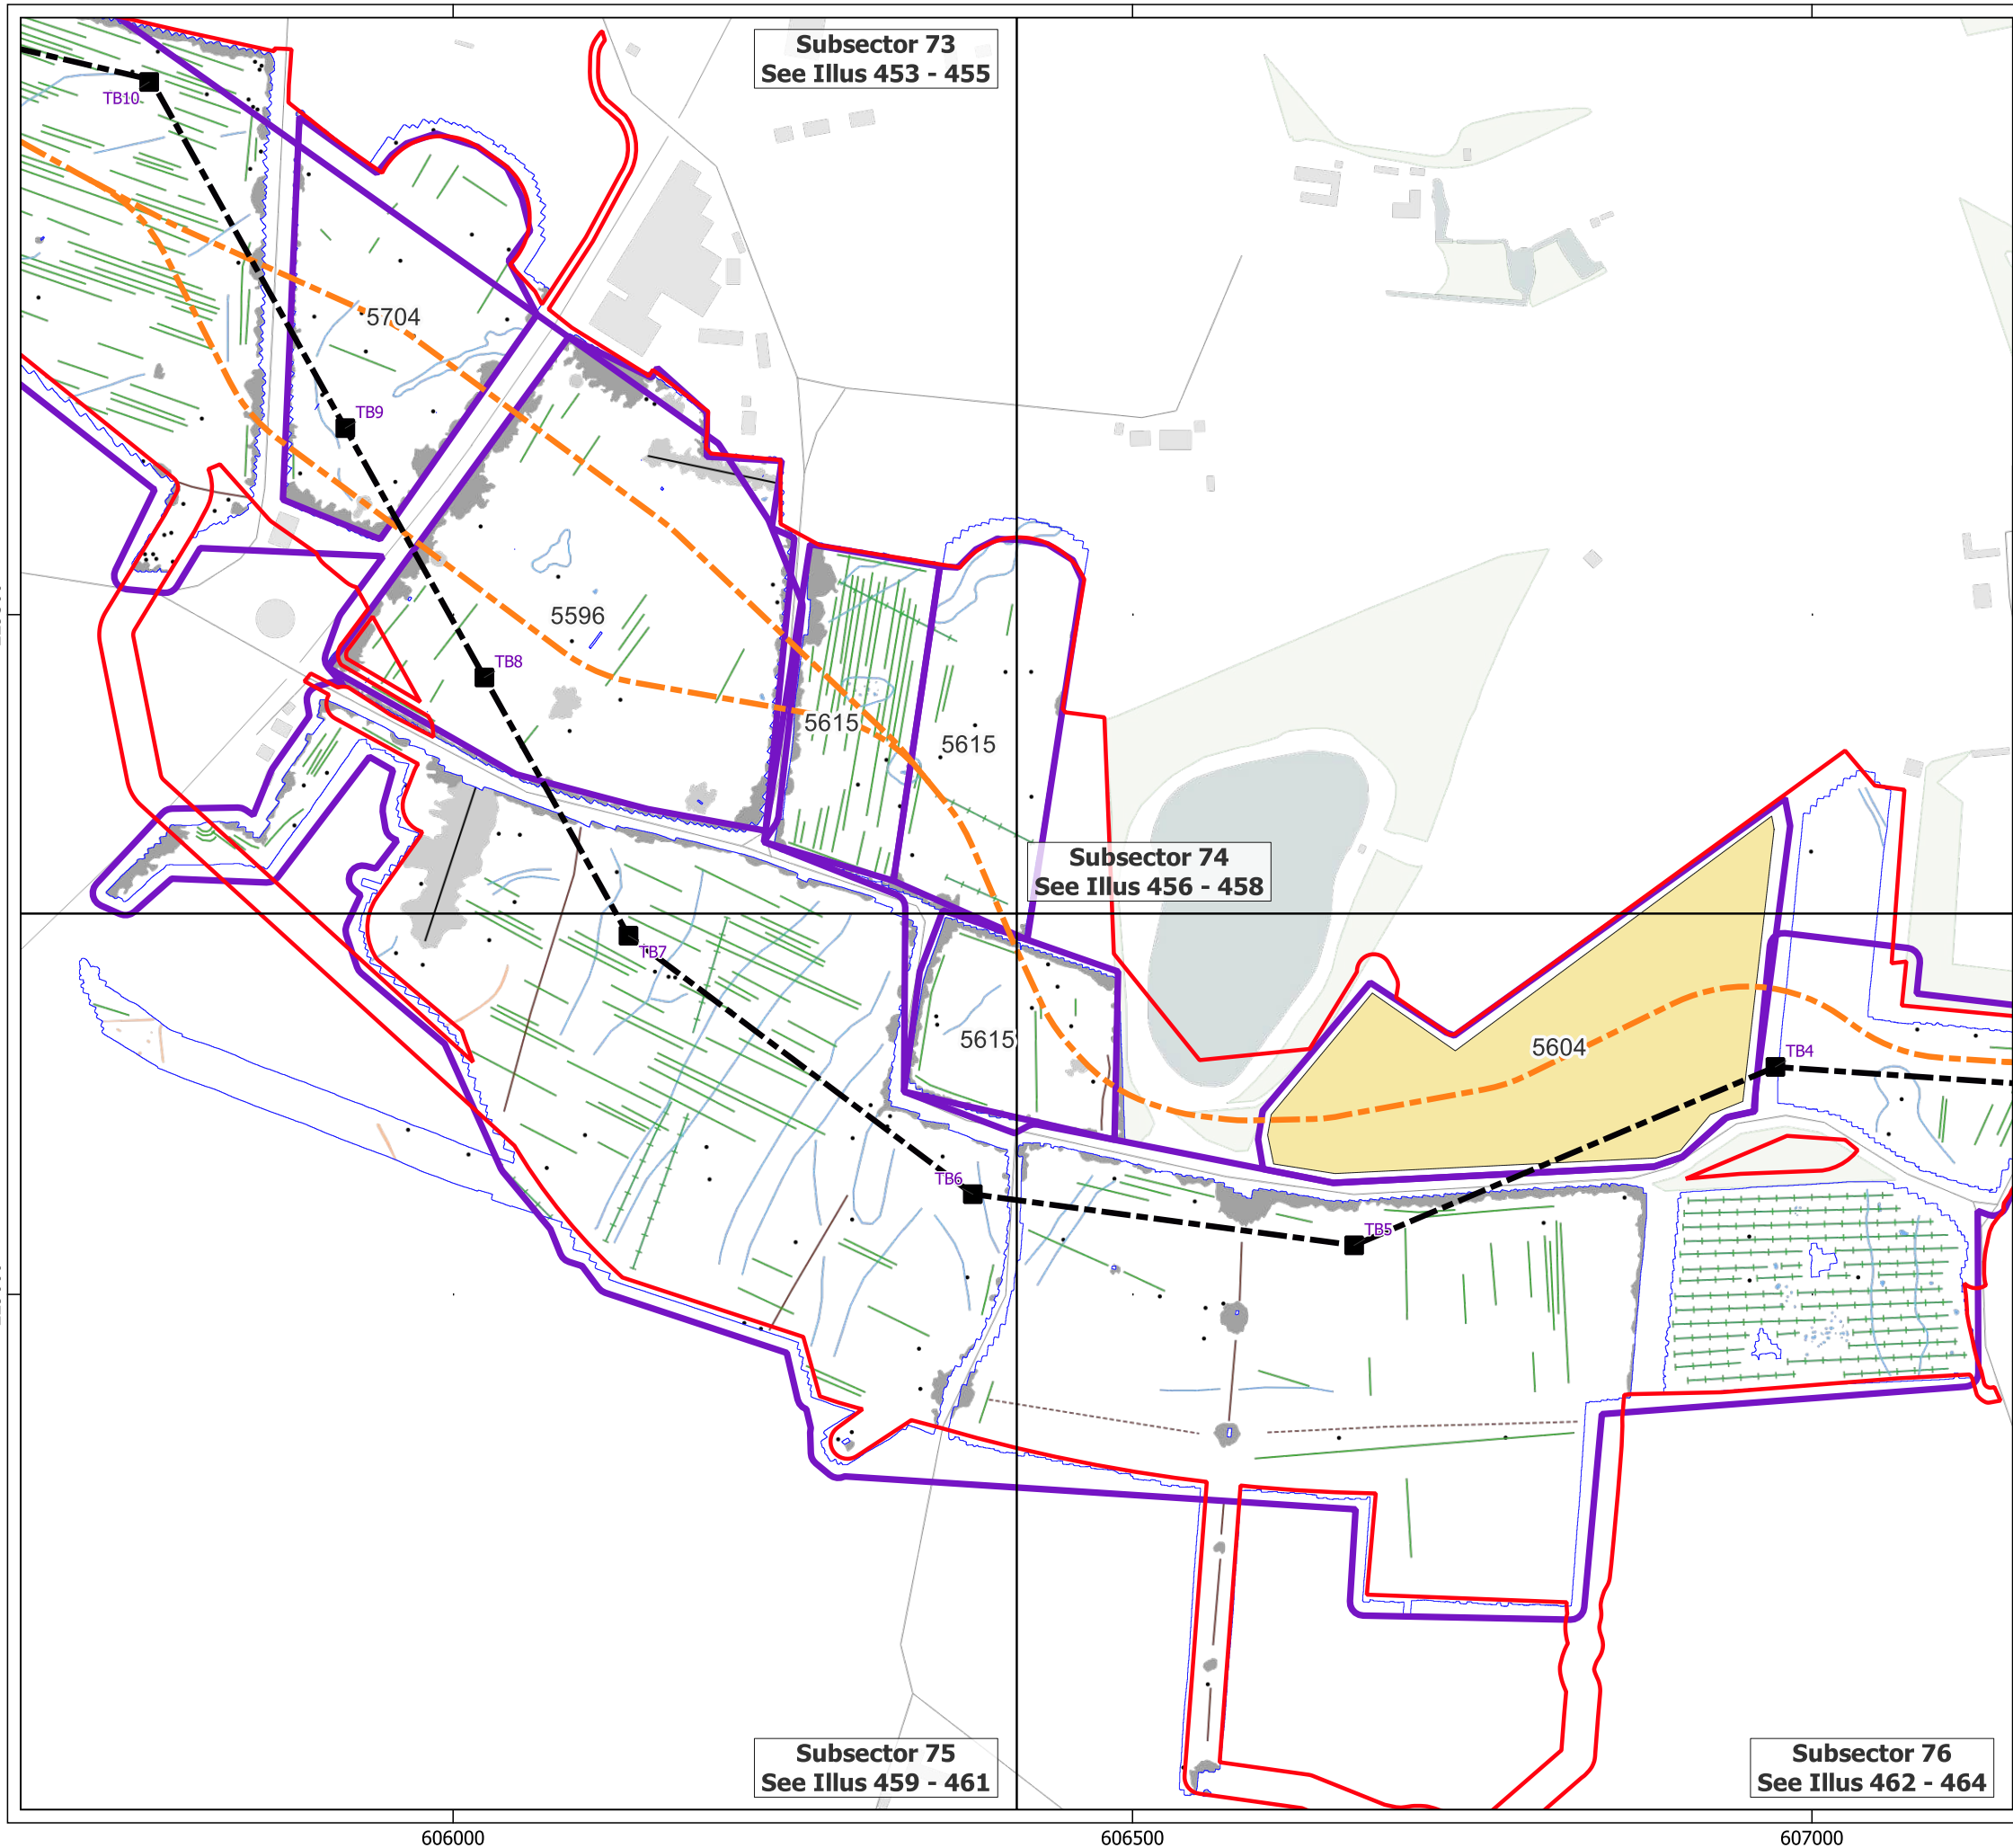 Subsector 73
See Illus 453 - 455
TB10
5704
TB9
5596
TB8
5615
5615
Subsector 74
See Illus 456 - 458
TB7
5615
5604
TB4
TB6
TB5
Subsector 75
See Illus 459 - 461
Subsector 76
See Illus 462 - 464
606000
606500
607000